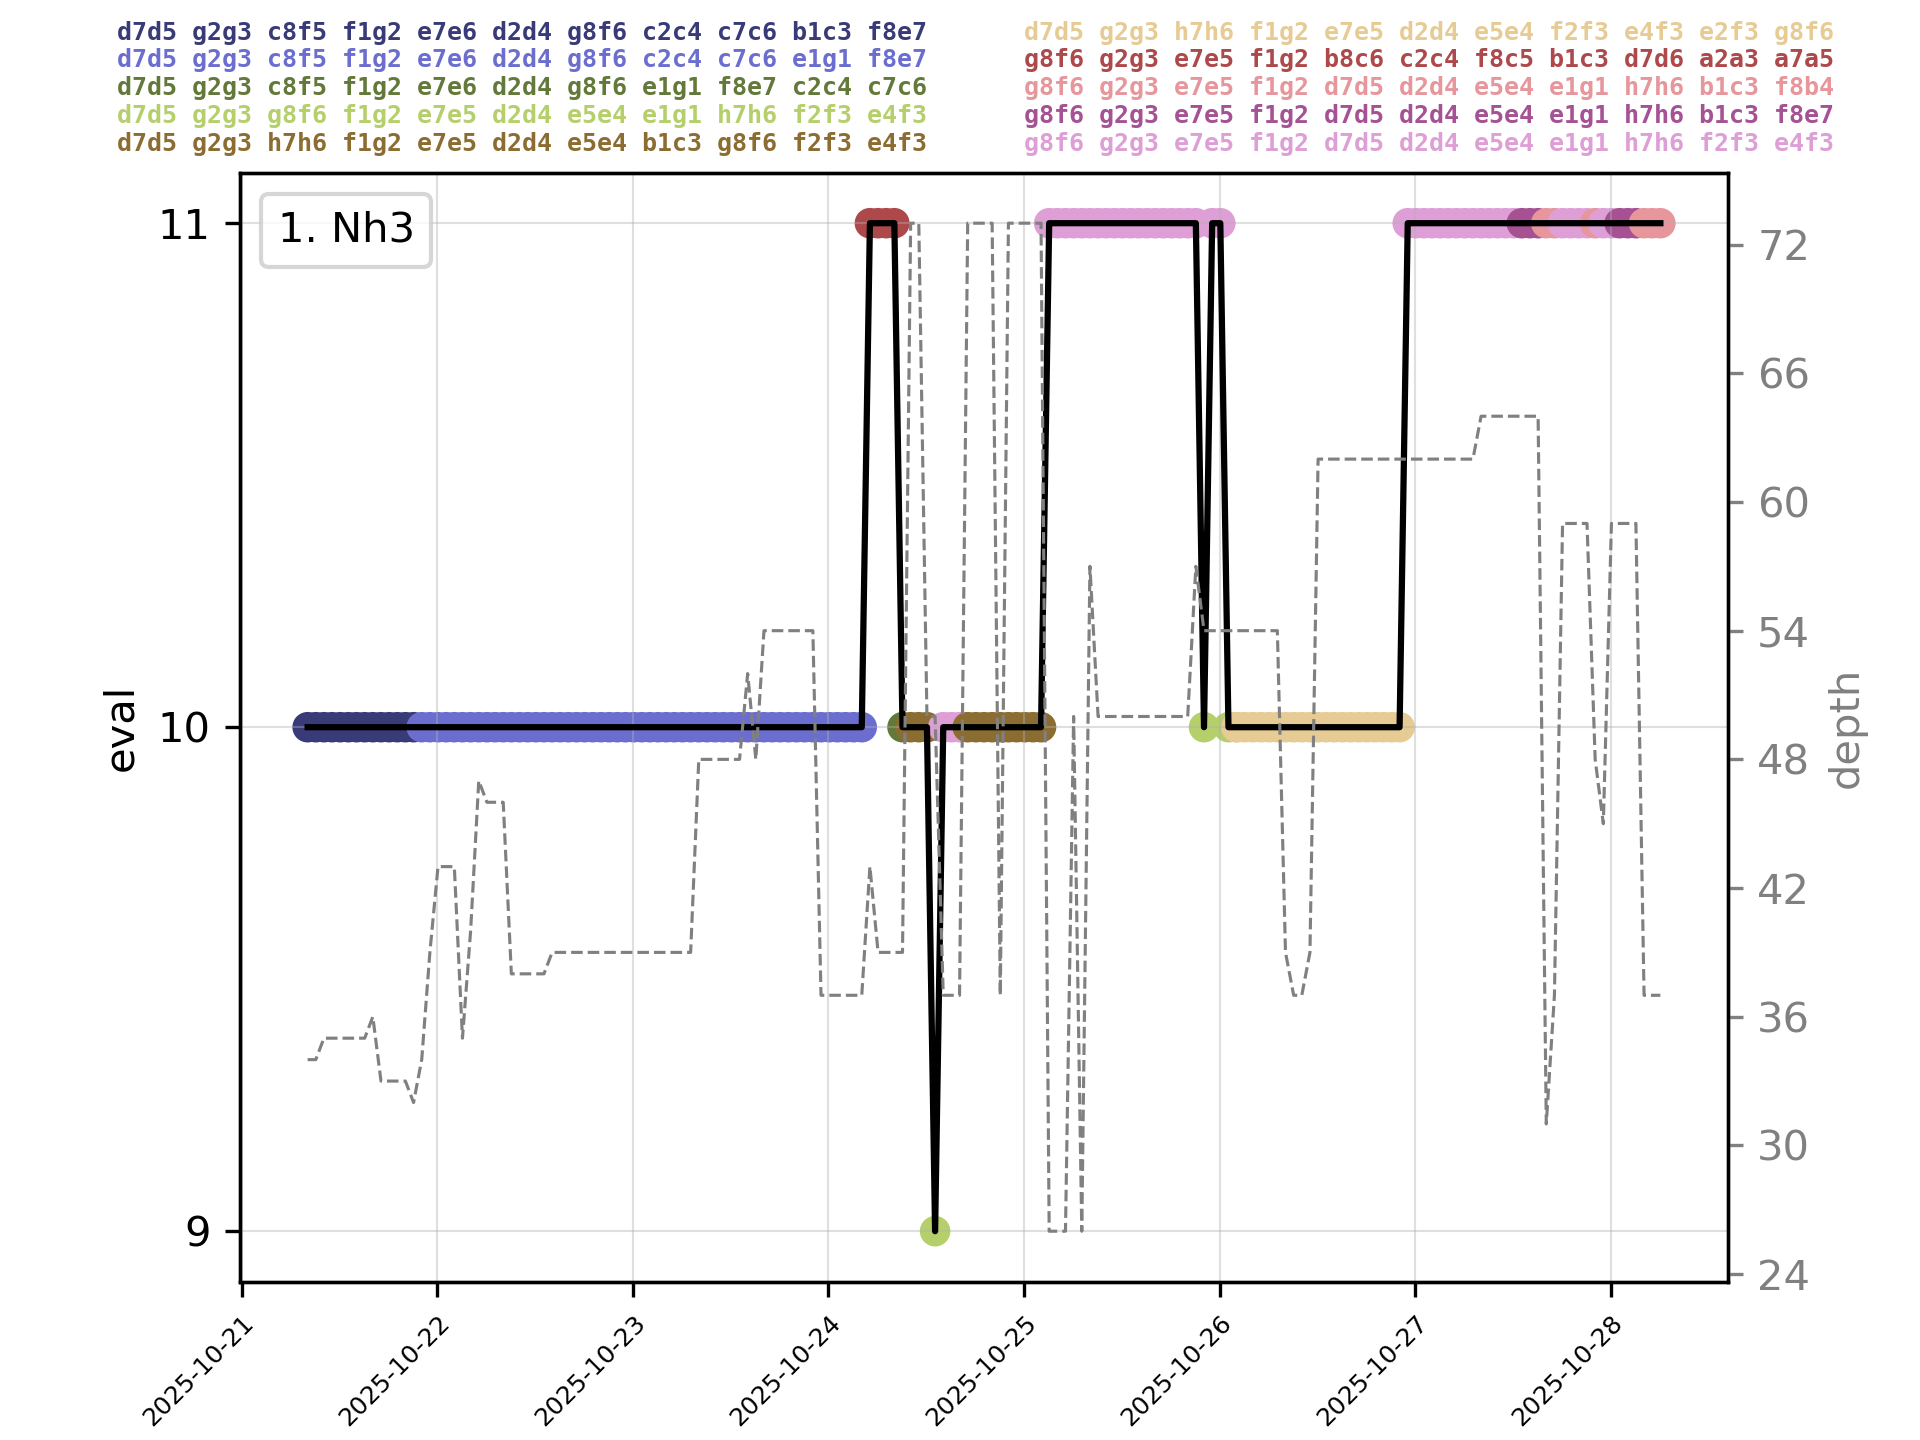 d7d5 g2g3 c8f5 f1g2 e7e6 d2d4 g8f6 c2c4 c7c6 b1c3 f8e7
d7d5 g2g3 c8f5 f1g2 e7e6 d2d4 g8f6 c2c4 c7c6 e1g1 f8e7
d7d5 g2g3 c8f5 f1g2 e7e6 d2d4 g8f6 e1g1 f8e7 c2c4 c7c6
d7d5 g2g3 g8f6 f1g2 e7e5 d2d4 e5e4 e1g1 h7h6 f2f3 e4f3
d7d5 g2g3 h7h6 f1g2 e7e5 d2d4 e5e4 b1c3 g8f6 f2f3 e4f3
d7d5 g2g3 h7h6 f1g2 e7e5 d2d4 e5e4 f2f3 e4f3 e2f3 g8f6
g8f6 g2g3 e7e5 f1g2 b8c6 c2c4 f8c5 b1c3 d7d6 a2a3 a7a5
g8f6 g2g3 e7e5 f1g2 d7d5 d2d4 e5e4 e1g1 h7h6 b1c3 f8b4
g8f6 g2g3 e7e5 f1g2 d7d5 d2d4 e5e4 e1g1 h7h6 b1c3 f8e7
g8f6 g2g3 e7e5 f1g2 d7d5 d2d4 e5e4 e1g1 h7h6 f2f3 e4f3
1. Nh3
eval
11
10
9
72
66
60
54
48
42
36
30
24
depth
2025-10-21
2025-10-22
2025-10-23
2025-10-24
2025-10-25
2025-10-26
2025-10-27
2025-10-28